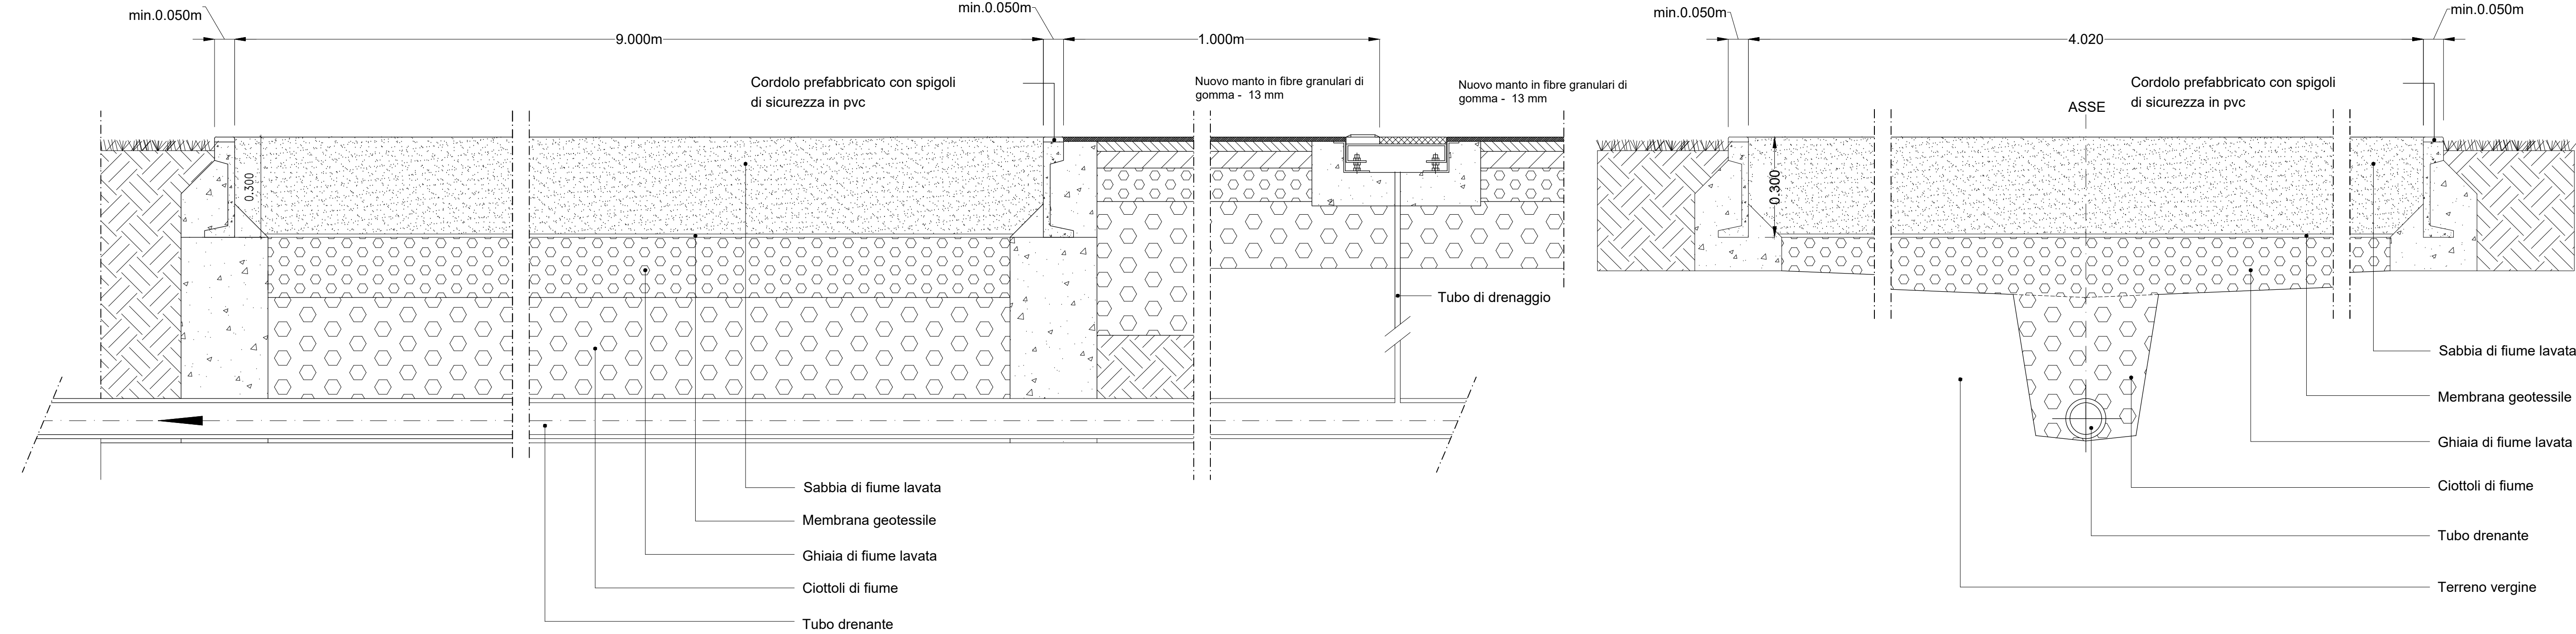 min.0.050m
9.000m
min.0.050m
1.000m
Cordolo prefabbricato con spigoli
di sicurezza in pvc
Nuovo manto in fibre granulari di
gomma - 13 mm
Nuovo manto in fibre granulari di
gomma - 13 mm
0.300
Tubo di drenaggio
Sabbia di fiume lavata
Membrana geotessile
Ghiaia di fiume lavata
Ciottoli di fiume
Tubo drenante
min.0.050m
4.020
min.0.050m
ASSE
Cordolo prefabbricato con spigoli
di sicurezza in pvc
0.300
Sabbia di fiume lavata
Membrana geotessile
Ghiaia di fiume lavata
Ciottoli di fiume
Tubo drenante
Terreno vergine